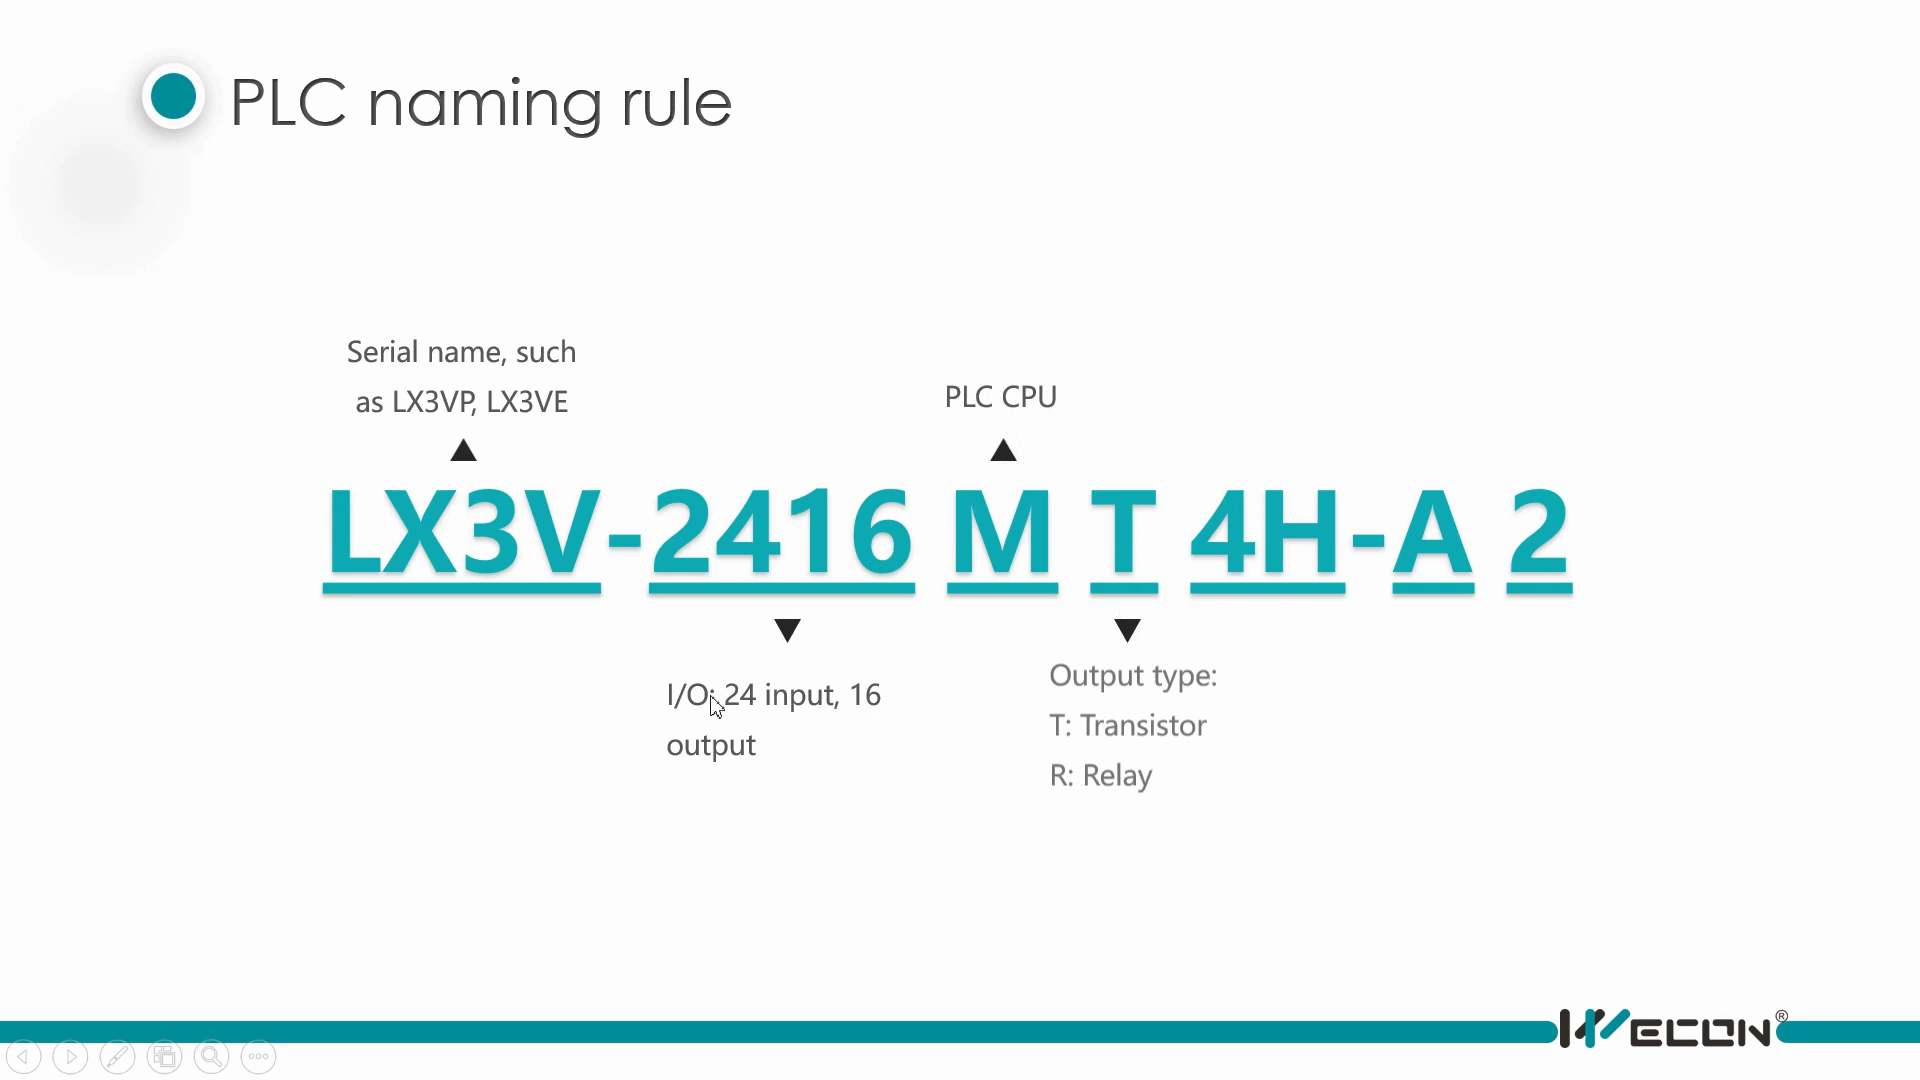 PLC naming rule
Serial name, such
as LX3VP, LX3VE
PLC CPU
LX3V-2416 M T 4H-A 2
I/O: 24 input, 16
output
Output type:
T: Transistor
R: Relay
WECON®